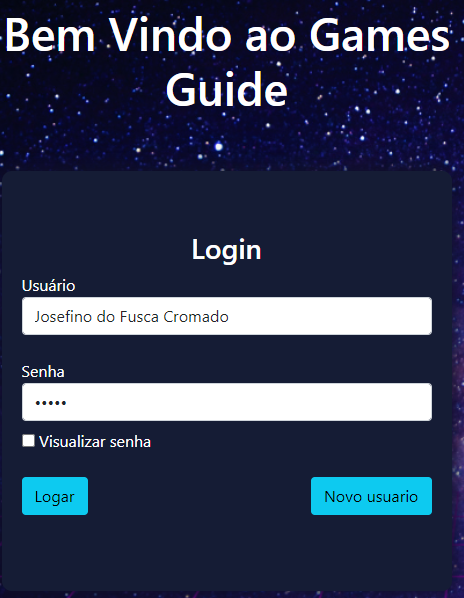 Bem Vindo ao Games
Guide
Login
Usuário
Josefino do Fusca Cromado
Senha
•••••
Visualizar senha
Logar
Novo usuario